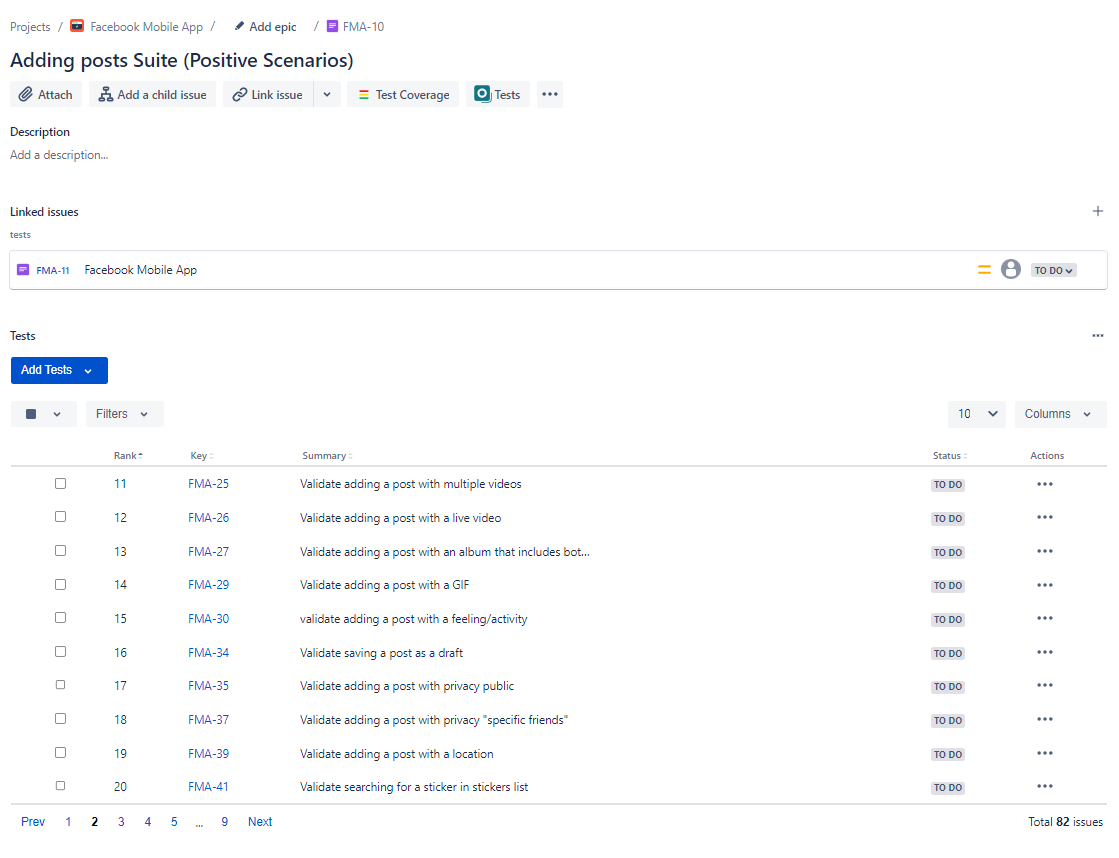 Projects / Facebook Mobile App / Add epic / FMA-10
Adding posts Suite (Positive Scenarios)
Attach Add a child issue Link issue Test Coverage Tests
Description
Add a description...
Linked issues
tests
FMA-11 Facebook Mobile App TO DO
Tests
Add Tests
Filters 10 Columns
Rank Key Summary Status Actions
11 FMA-25 Validate adding a post with multiple videos TO DO
12 FMA-26 Validate adding a post with a live video TO DO
13 FMA-27 Validate adding a post with an album that includes bot... TO DO
14 FMA-29 Validate adding a post with a GIF TO DO
15 FMA-30 validate adding a post with a feeling/activity TO DO
16 FMA-34 Validate saving a post as a draft TO DO
17 FMA-35 Validate adding a post with privacy public TO DO
18 FMA-37 Validate adding a post with privacy "specific friends" TO DO
19 FMA-39 Validate adding a post with a location TO DO
20 FMA-41 Validate searching for a sticker in stickers list TO DO
Prev 1 2 3 4 5 ... 9 Next Total 82 issues